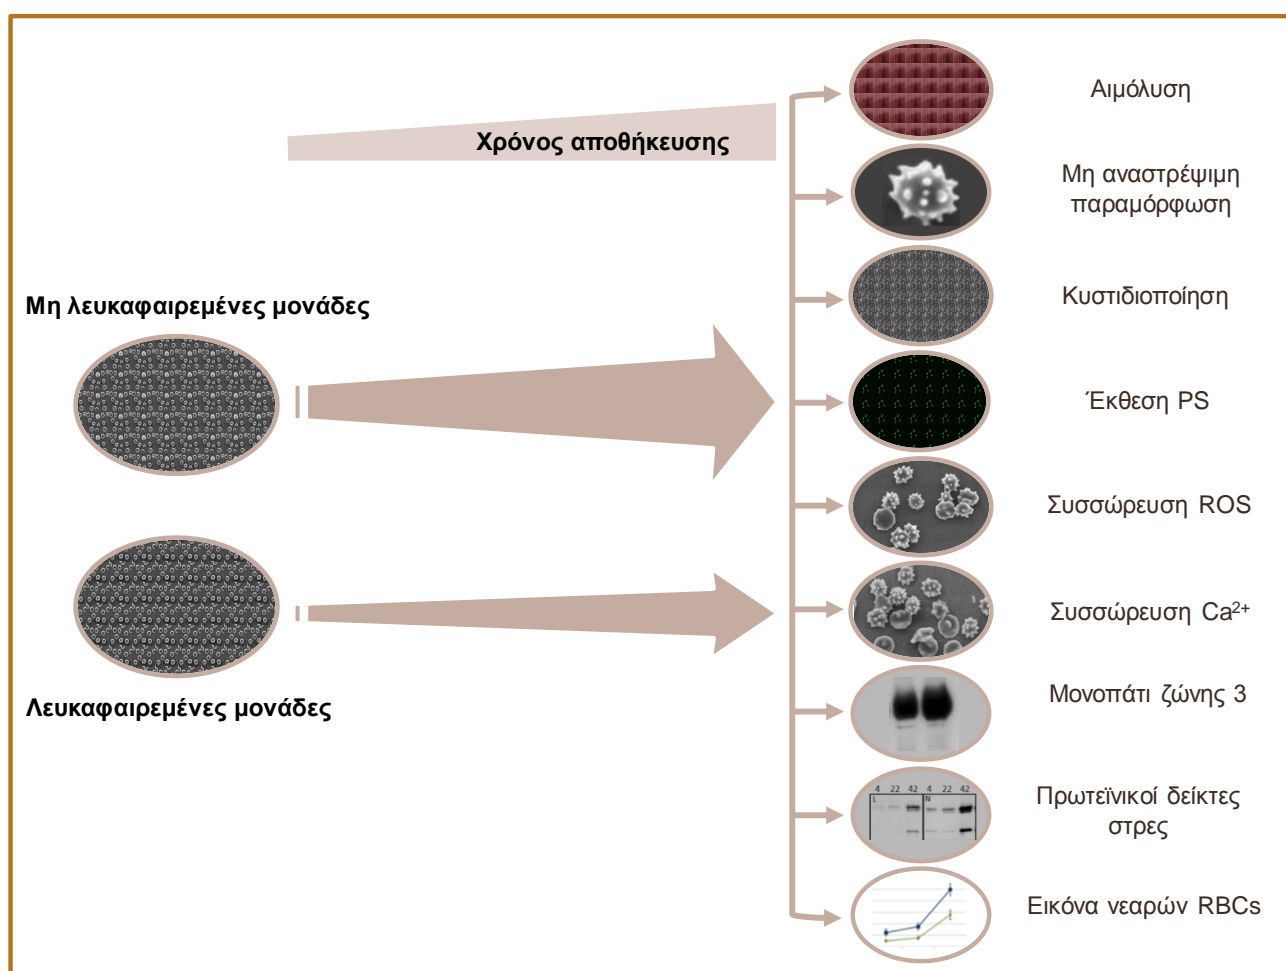 Αιμόλυση
Χρόνος αποθήκευσης
Μη αναστρέψιμη
παραμόρφωση
Μη λευκαφαιρεμένες μονάδες
Κυστιδιοποίηση
Έκθεση PS
Συσσώρευση ROS
Συσσώρευση Ca²⁺
Λευκαφαιρεμένες μονάδες
Μονοπάτι ζώνης 3
4 22 42 4 22 42
L N
Πρωτεϊνικοί δείκτες
στρες
Εικόνα νεαρών RBCs